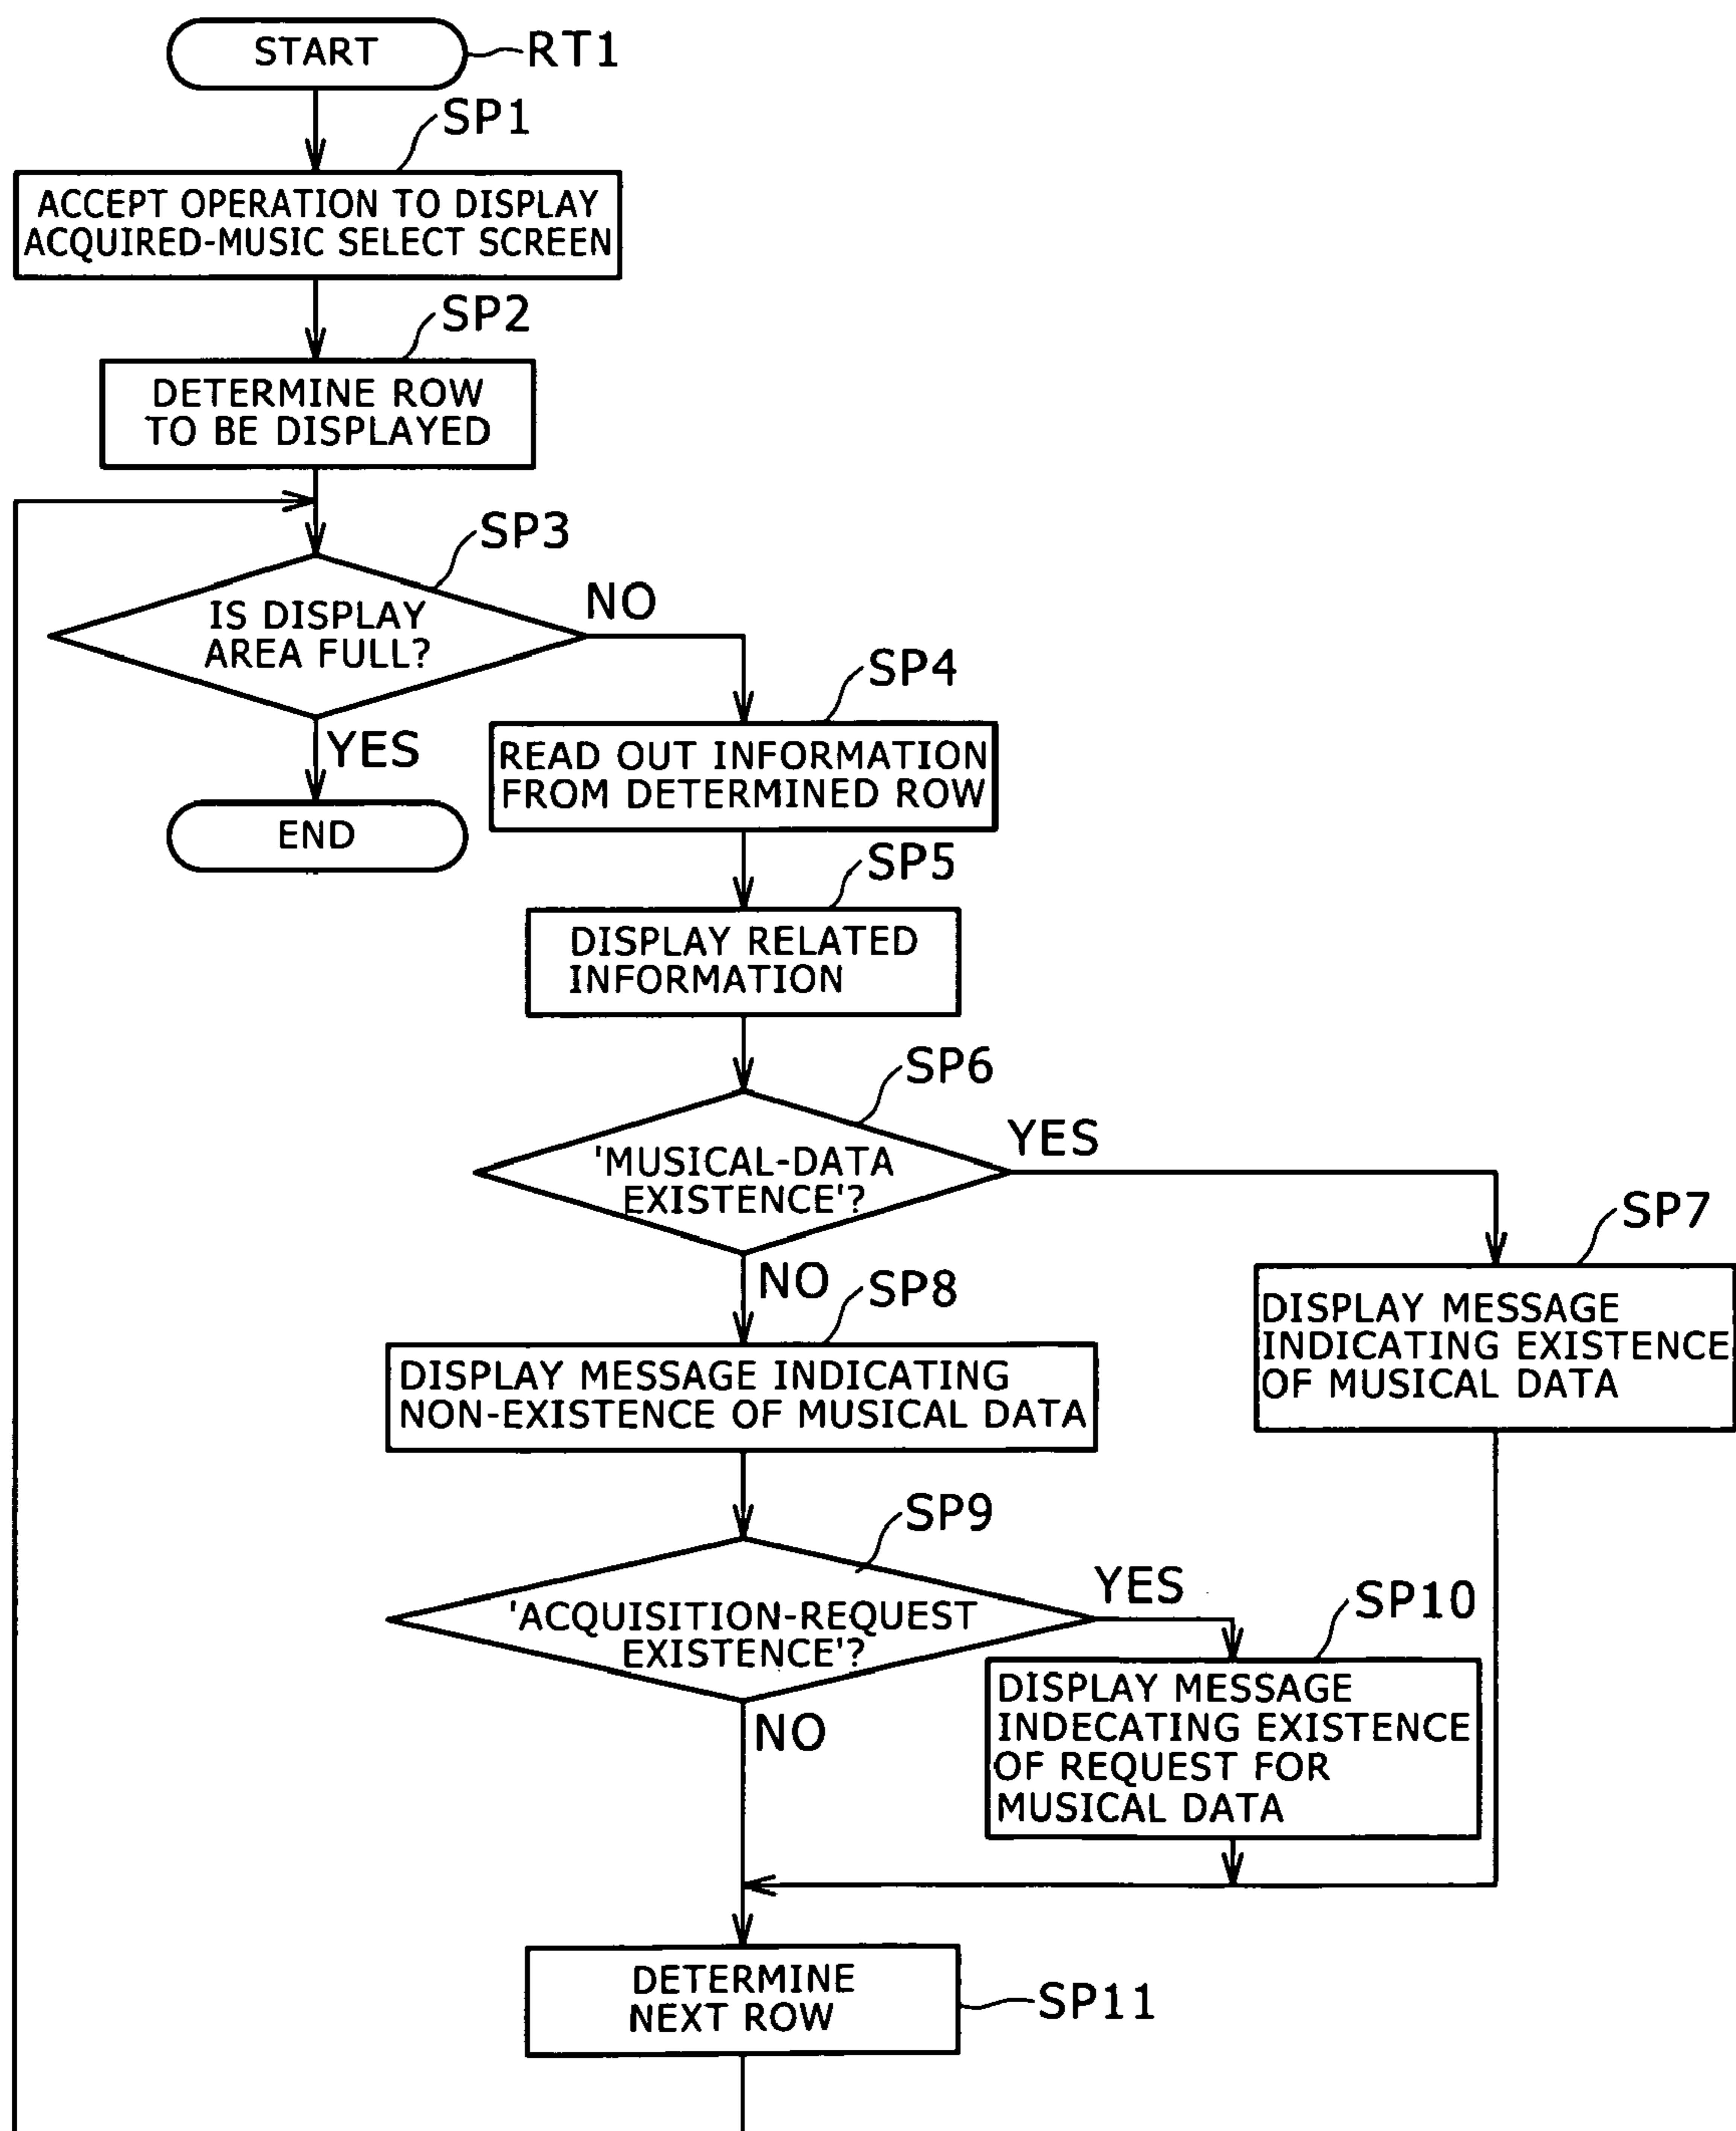 START
RT1
SP1
ACCEPT OPERATION TO DISPLAY
ACQUIRED-MUSIC SELECT SCREEN
SP2
DETERMINE ROW
TO BE DISPLAYED
SP3
IS DISPLAY
AREA FULL?
NO
YES
END
SP4
READ OUT INFORMATION
FROM DETERMINED ROW
SP5
DISPLAY RELATED
INFORMATION
SP6
'MUSICAL-DATA
EXISTENCE'?
YES
SP7
DISPLAY MESSAGE
INDICATING EXISTENCE
OF MUSICAL DATA
NO
SP8
DISPLAY MESSAGE INDICATING
NON-EXISTENCE OF MUSICAL DATA
SP9
'ACQUISITION-REQUEST
EXISTENCE'?
YES
SP10
DISPLAY MESSAGE
INDECATING EXISTENCE
OF REQUEST FOR
MUSICAL DATA
NO
DETERMINE
NEXT ROW
SP11